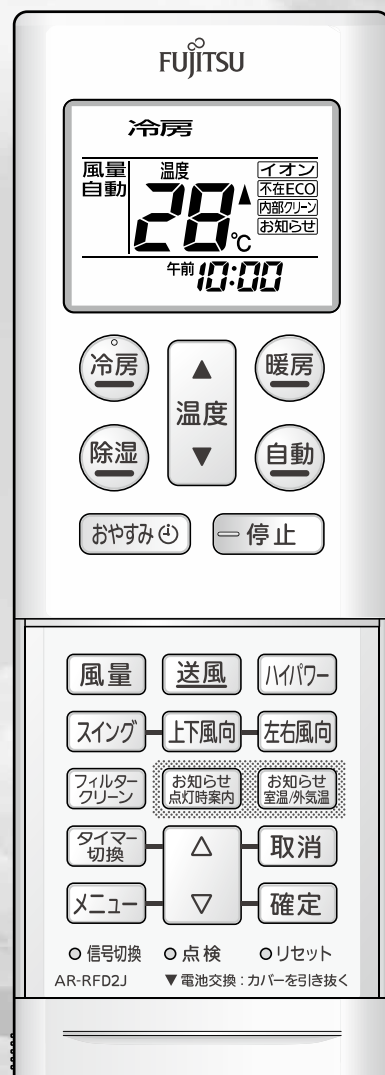 FUJITSU
冷房
風量
自動
温度
28℃
イオン
不在ECO
内部クリーン
お知らせ
午前10:00
冷房
▲
温度
▼
暖房
除湿
自動
おやすみ
停止
風量 送風 ハイパワー
スイング 上下風向 左右風向
フィルター
クリーン
お知らせ
点灯時案内
お知らせ
室温/外気温
タイマー
切換
△
取消
メニュー
▽
確定
信号切換 点検 リセット
AR-RFD2J ▼電池交換：カバーを引き抜く